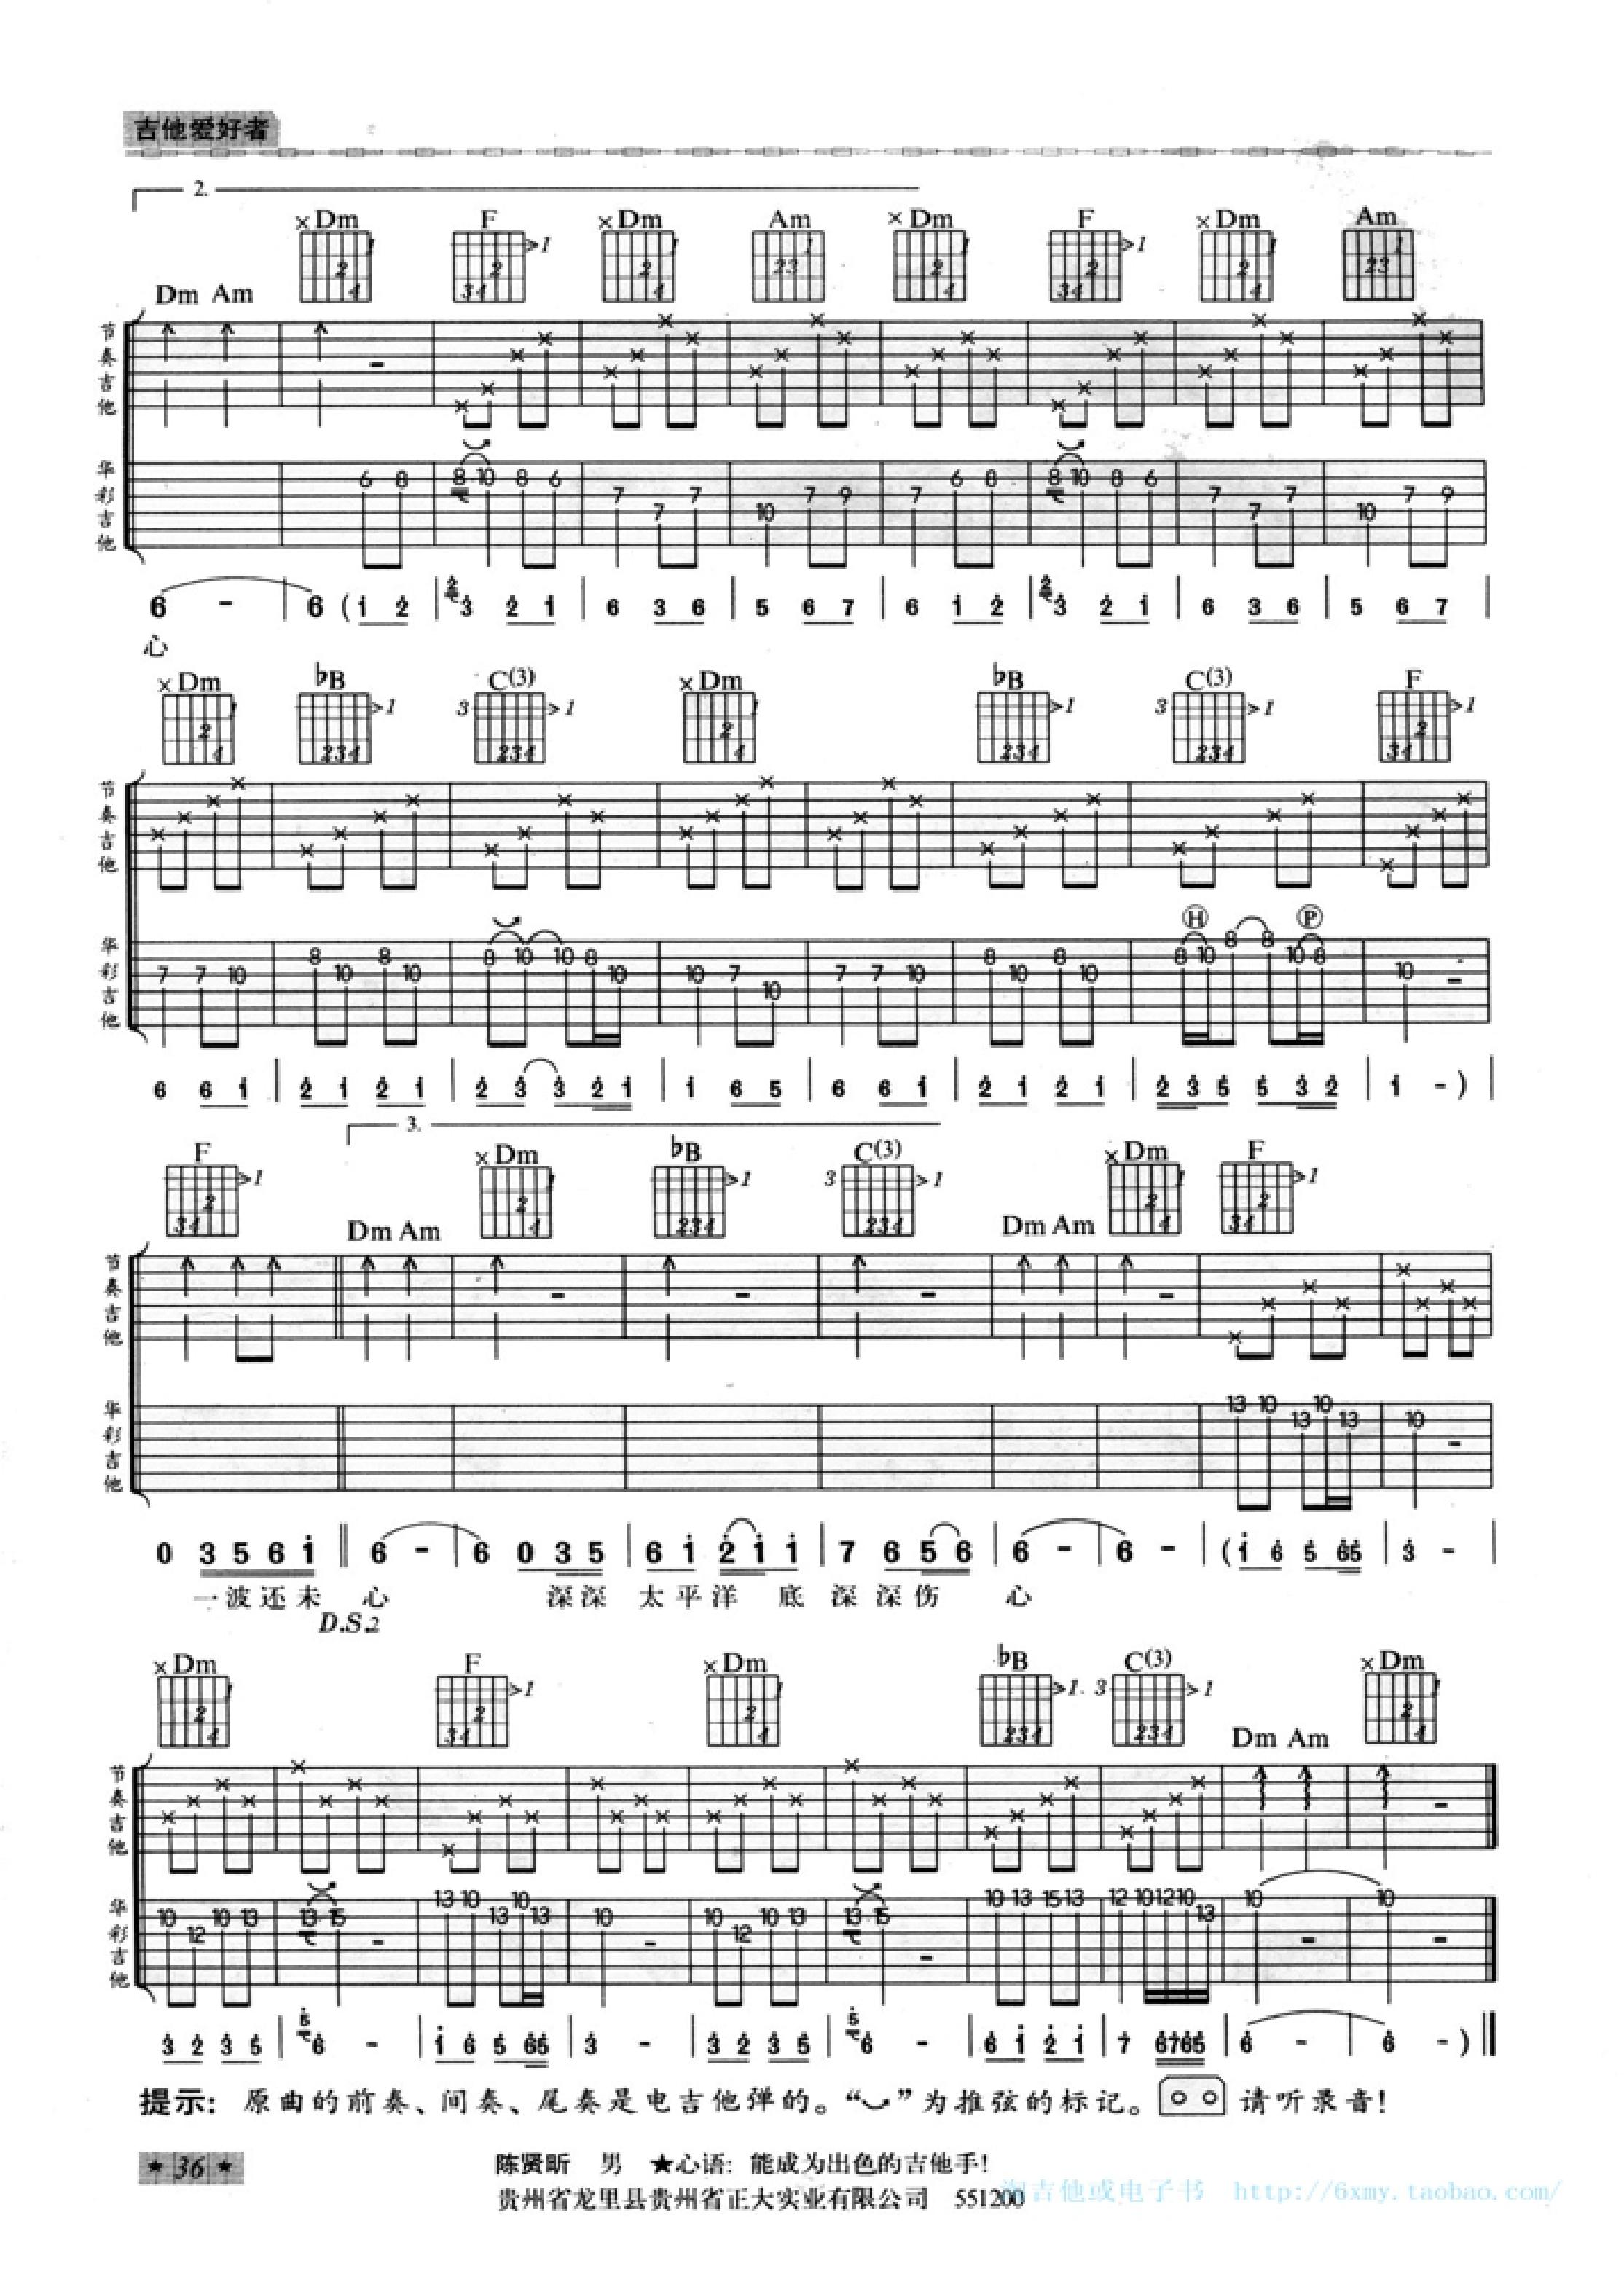 吉他爱好者
2.
×Dm F ×Dm Am ×Dm F ×Dm Am
Dm Am
节奏吉他
华彩吉他
6 8 8 10 8 6 7 7 7 10 7 9 7 6 8 8 10 8 6 7 7 7 10 7 9
6 - | 6 (i 2 | 2 3 2 i | 6 3 6 | 5 6 7 | 6 i 2 | 2 3 2 i | 6 3 6 | 5 6 7 |
心
×Dm ♭B C(3) ×Dm ♭B C(3) F
节奏吉他
H P
华彩吉他
7 7 10 8 10 8 10 8 10 10 8 10 10 7 10 7 7 10 8 10 8 10 8 10 8 8 10 8 10
6 6 i | 2 i 2 i | 2 3 3 2 i | i 6 5 | 6 6 i | 2 i 2 i | 2 3 5 5 3 2 | i -) |
3.
F ×Dm ♭B C(3) ×Dm F
Dm Am Dm Am
节奏吉他
华彩吉他
13 10 13 10 13 10
0 3 5 6 i ‖ 6 - | 6 0 3 5 | 6 i 2 i i | 7 6 5 6 | 6 - | 6 - | (i 6 5 65 | 3 - |
一波还未 心 深深 太平洋 底深深伤 心
D.S.2
×Dm F ×Dm ♭B C(3) ×Dm
Dm Am
节奏吉他
华彩吉他
10 12 10 13 13 15 13 10 13 10 13 10 10 12 10 13 13 15 10 13 15 13 12 10 12 10 13 10 10
3 2 3 5 | 5 6 - | i 6 5 65 | 3 - | 3 2 3 5 | 5 6 - | 6 i 2 i | 7 6765 | 6 - | 6 -) ‖
提示：原曲的前奏、间奏、尾奏是电吉他弹的。“⌣”为推弦的标记。 请听录音！
★ 36 ★
陈贤昕 男 ★心语：能成为出色的吉他手！
贵州省龙里县贵州省正大实业有限公司 551200
淘吉他或电子书 http://6xmy.taobao.com/